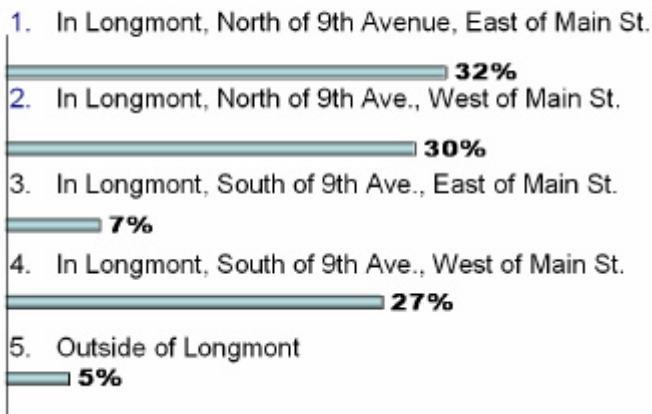 1. In Longmont, North of 9th Avenue, East of Main St.
32%
2. In Longmont, North of 9th Ave., West of Main St.
30%
3. In Longmont, South of 9th Ave., East of Main St.
7%
4. In Longmont, South of 9th Ave., West of Main St.
27%
5. Outside of Longmont
5%